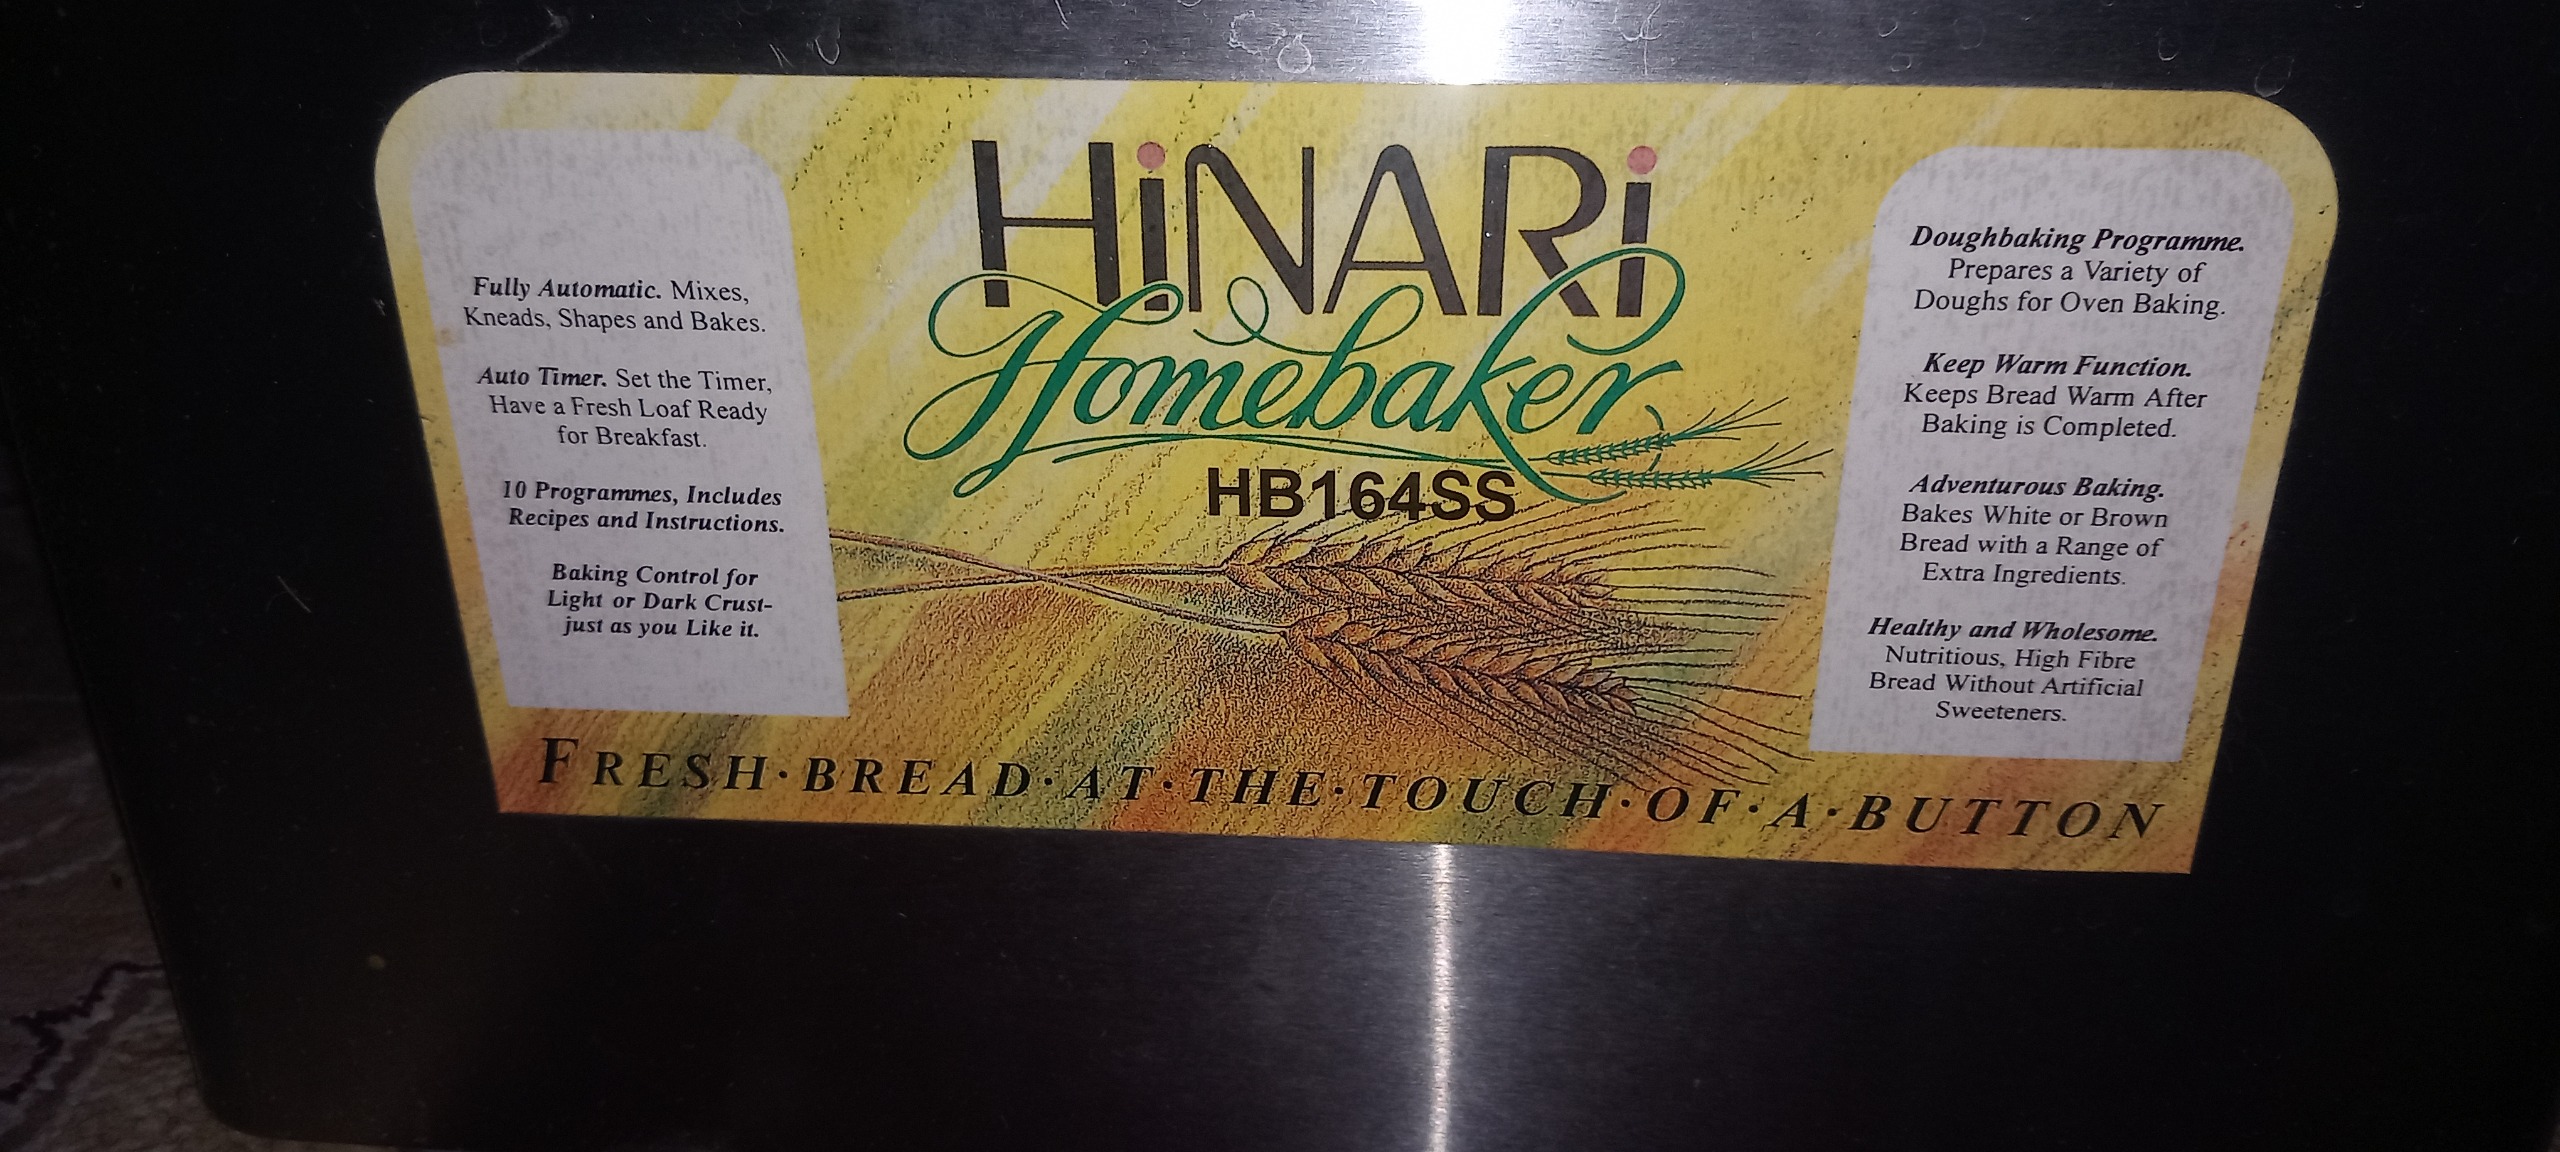 HiNARi
Homebaker
HB164SS
Fully Automatic. Mixes,
Kneads, Shapes and Bakes.
Auto Timer. Set the Timer,
Have a Fresh Loaf Ready
for Breakfast.
10 Programmes, Includes
Recipes and Instructions.
Baking Control for
Light or Dark Crust-
just as you Like it.
Doughbaking Programme.
Prepares a Variety of
Doughs for Oven Baking.
Keep Warm Function.
Keeps Bread Warm After
Baking is Completed.
Adventurous Baking.
Bakes White or Brown
Bread with a Range of
Extra Ingredients.
Healthy and Wholesome.
Nutritious, High Fibre
Bread Without Artificial
Sweeteners.
FRESH·BREAD·AT·THE·TOUCH·OF·A·BUTTON